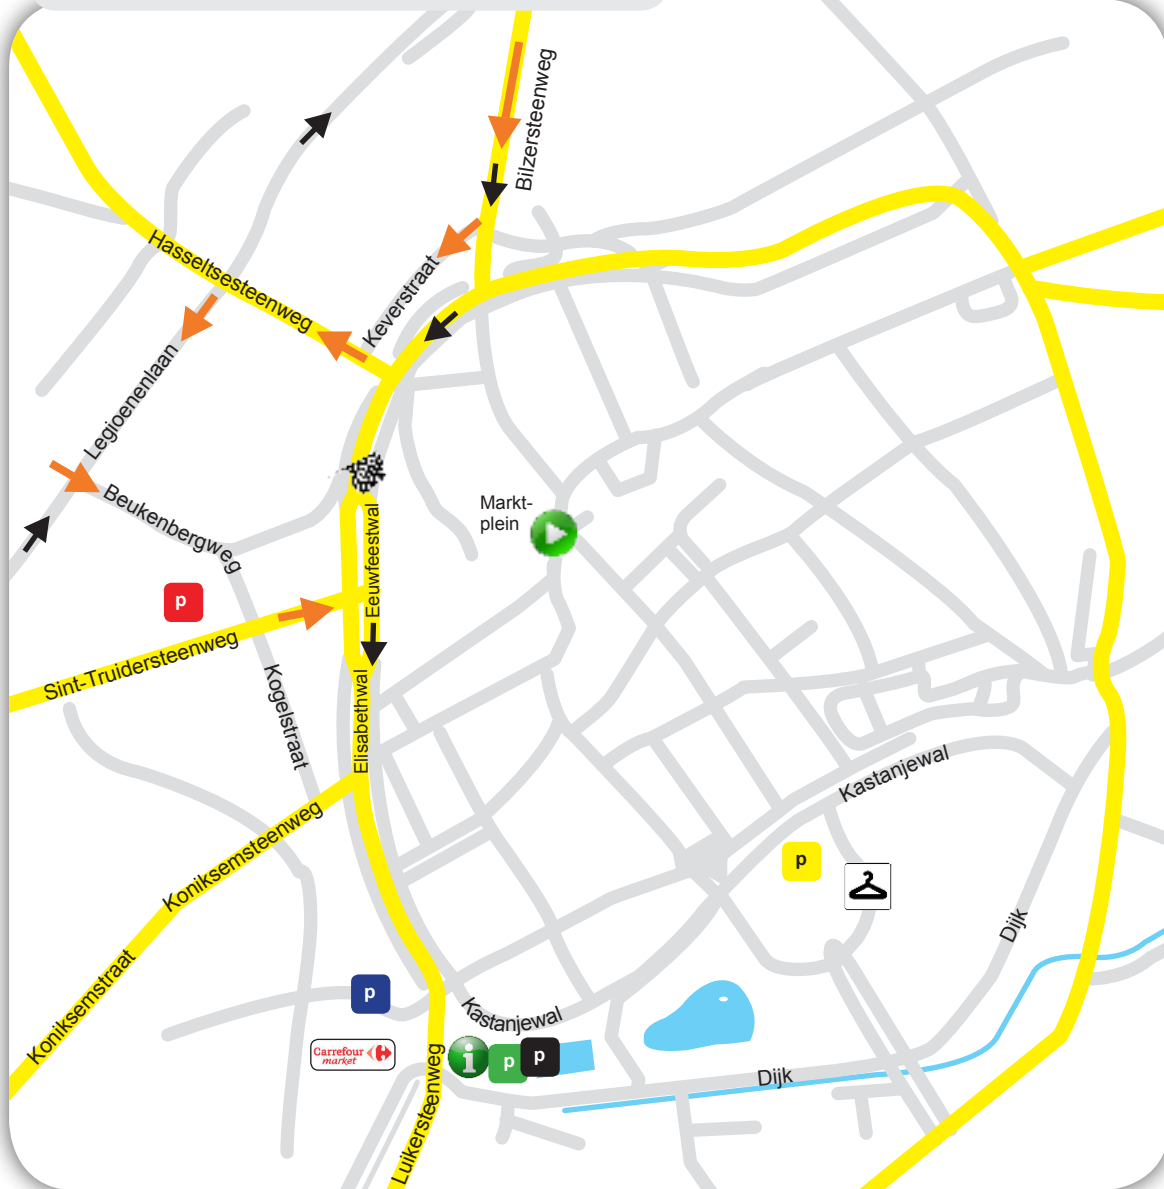 Bilzersteenweg
Hasseltsesteenweg
Keverstraat
Legioenenlaan
Beukenbergweg
Markt-
plein
Eeuwfeestwal
p
Sint-Truidersteenweg
Kogelstraat
Elisabethwal
Kastanjewal
Koniksemsteenweg
p
Dijk
Koniksemstraat
p
Kastanjewal
Carrefour
market
i
p
p
Dijk
Luikersteenweg